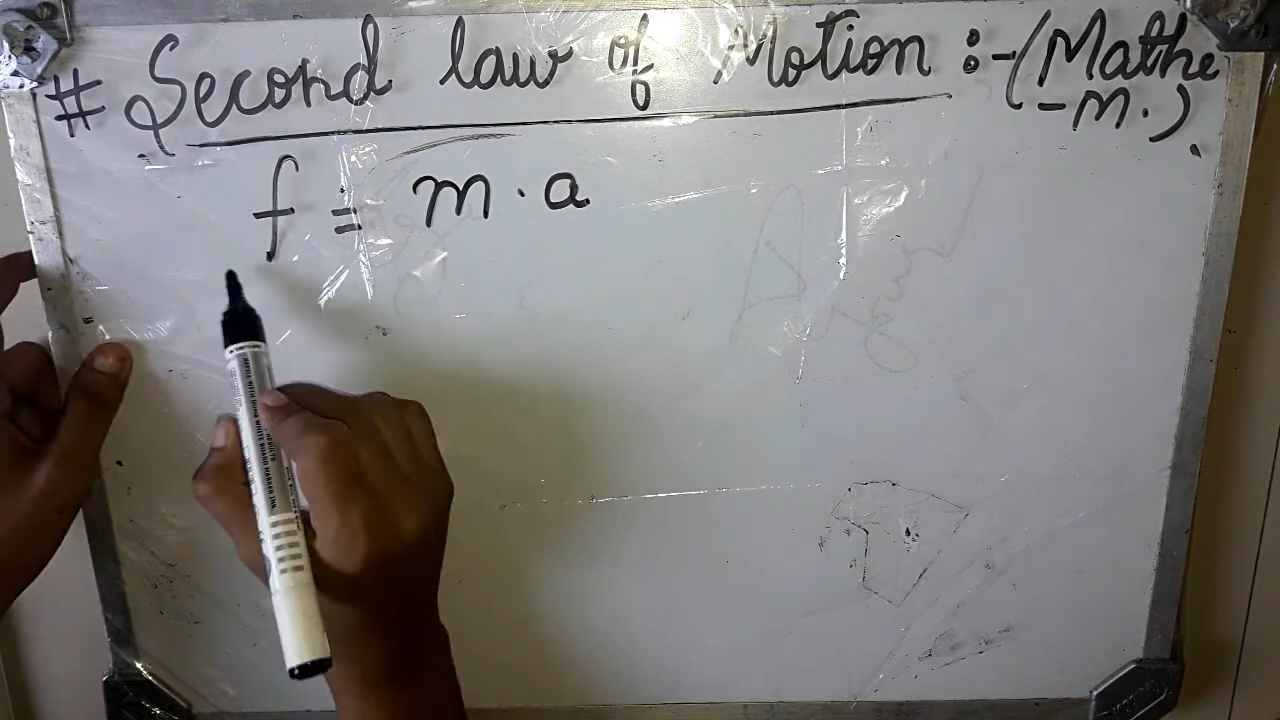 # Second law of Motion :-(Mathe
-m.).
f = m . a